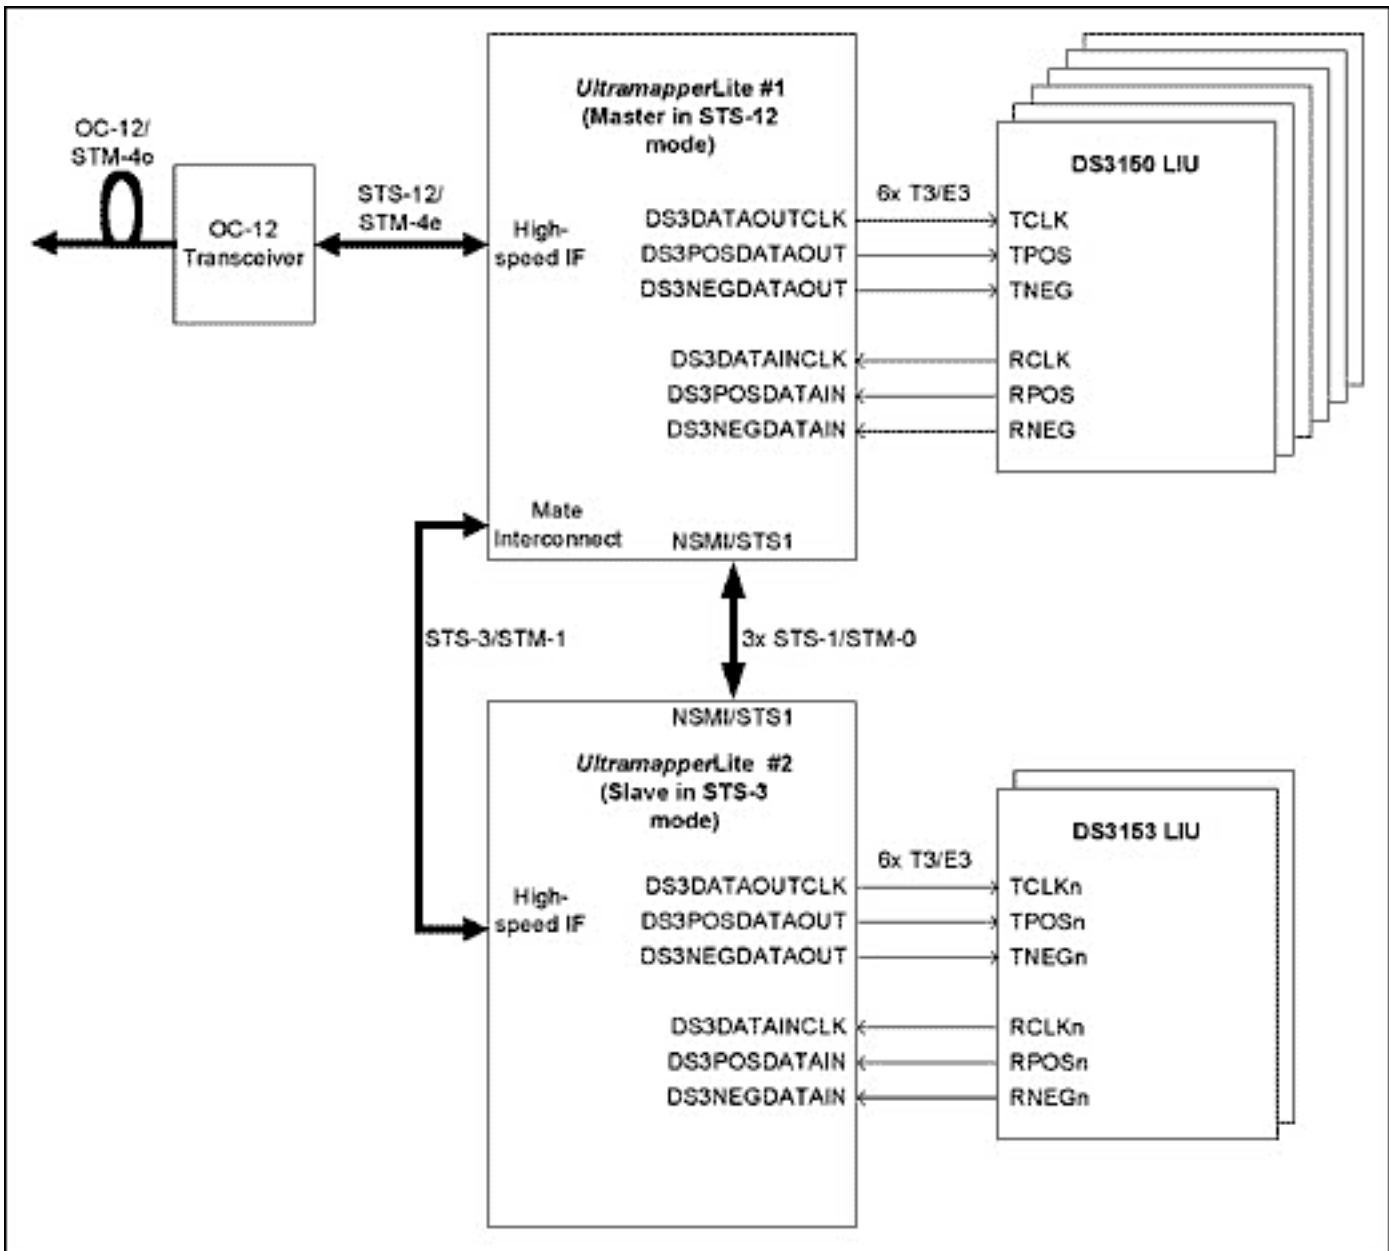 OC-12/
STM-4o
OC-12
Transceiver
STS-12/
STM-4e
UltramapperLite #1
(Master in STS-12
mode)
High-
speed IF
DS3DATAOUTCLK
DS3POSDATAOUT
DS3NEGDATAOUT
DS3DATAINCLK
DS3POSDATAIN
DS3NEGDATAIN
Mate
Interconnect
NSMI/STS1
6x T3/E3
DS3150 LIU
TCLK
TPOS
TNEG
RCLK
RPOS
RNEG
STS-3/STM-1
3x STS-1/STM-0
NSMI/STS1
UltramapperLite #2
(Slave in STS-3
mode)
High-
speed IF
DS3DATAOUTCLK
DS3POSDATAOUT
DS3NEGDATAOUT
DS3DATAINCLK
DS3POSDATAIN
DS3NEGDATAIN
6x T3/E3
DS3153 LIU
TCLKn
TPOSn
TNEGn
RCLKn
RPOSn
RNEGn